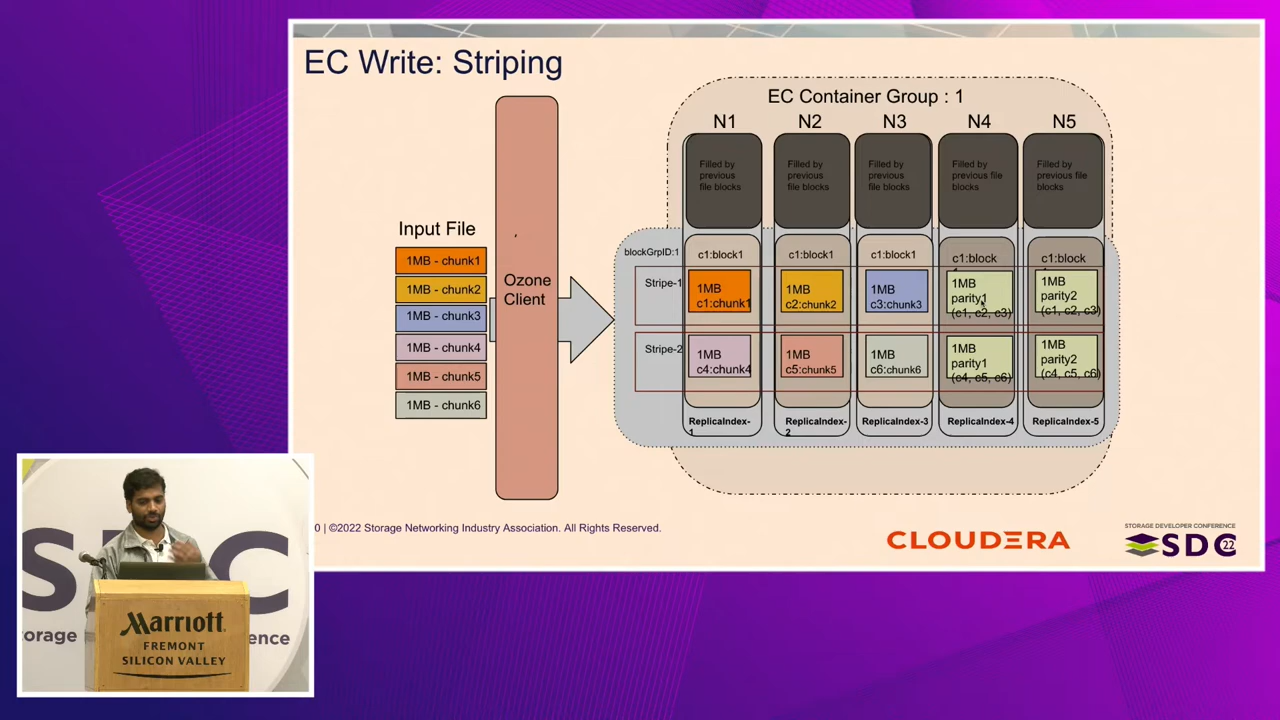 EC Write: Striping
EC Container Group : 1
N1
N2
N3
N4
N5
Filled by
previous
file blocks
Filled by
previous
file blocks
Filled by
previous
file blocks
Filled by
previous file
blocks
Filled by
previous file
blocks
Input File
1MB - chunk1
1MB - chunk2
1MB - chunk3
1MB - chunk4
1MB - chunk5
1MB - chunk6
Ozone
Client
blockGrpID:1
c1:block1
c1:block1
c1:block1
c1:block
c1:block
Stripe-1
1MB
c1:chunk1
1MB
c2:chunk2
1MB
c3:chunk3
1MB
parity1
(c1, c2, c3)
1MB
parity2
(c1, c2, c3)
Stripe-2
1MB
c4:chunk4
1MB
c5:chunk5
1MB
c6:chunk6
1MB
parity1
(c4, c5, c6)
1MB
parity2
(c4, c5, c6)
ReplicaIndex-
1
ReplicaIndex-
2
ReplicaIndex-3
ReplicaIndex-4
ReplicaIndex-5
0 | ©2022 Storage Networking Industry Association. All Rights Reserved.
CLOUDERA
STORAGE DEVELOPER CONFERENCE
SDC
22
S C
torage ence
Marriott
FREMONT
SILICON VALLEY